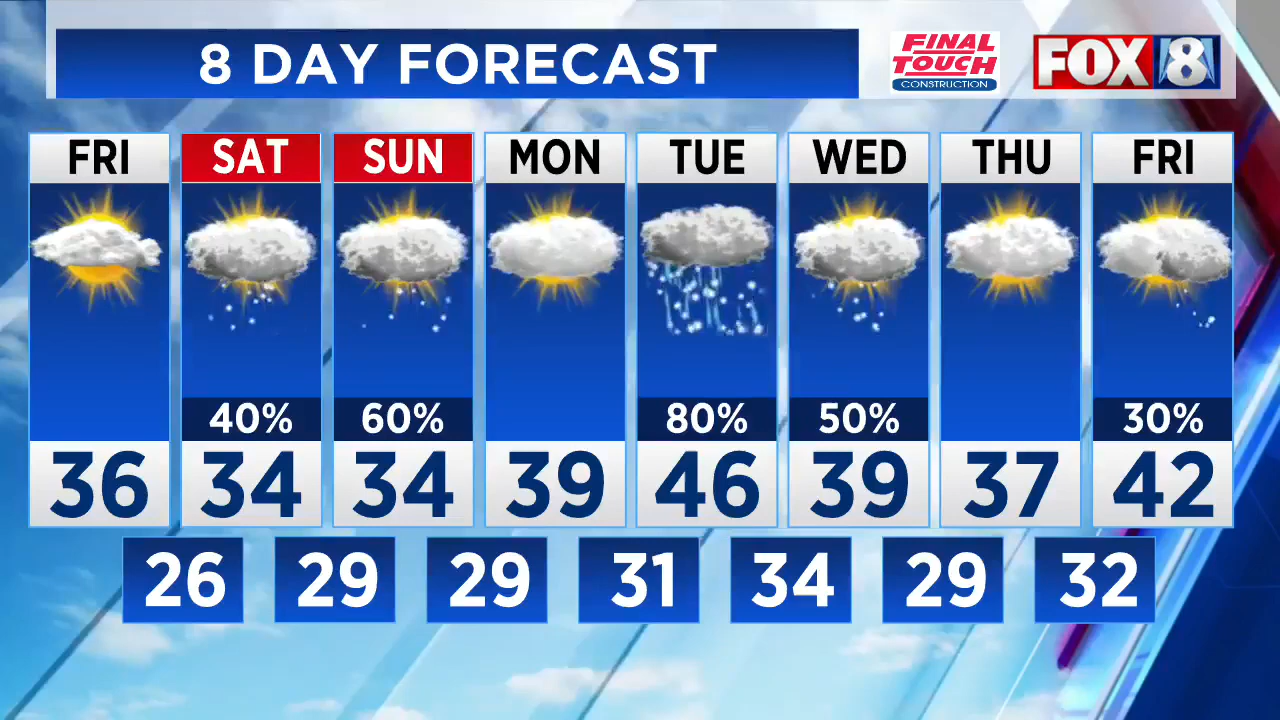 8 DAY FORECAST
FINAL
TOUCH
CONSTRUCTION
FOX 8
FRI SAT SUN MON TUE WED THU FRI
40% 60% 80% 50% 30%
36 34 34 39 46 39 37 42
26 29 29 31 34 29 32